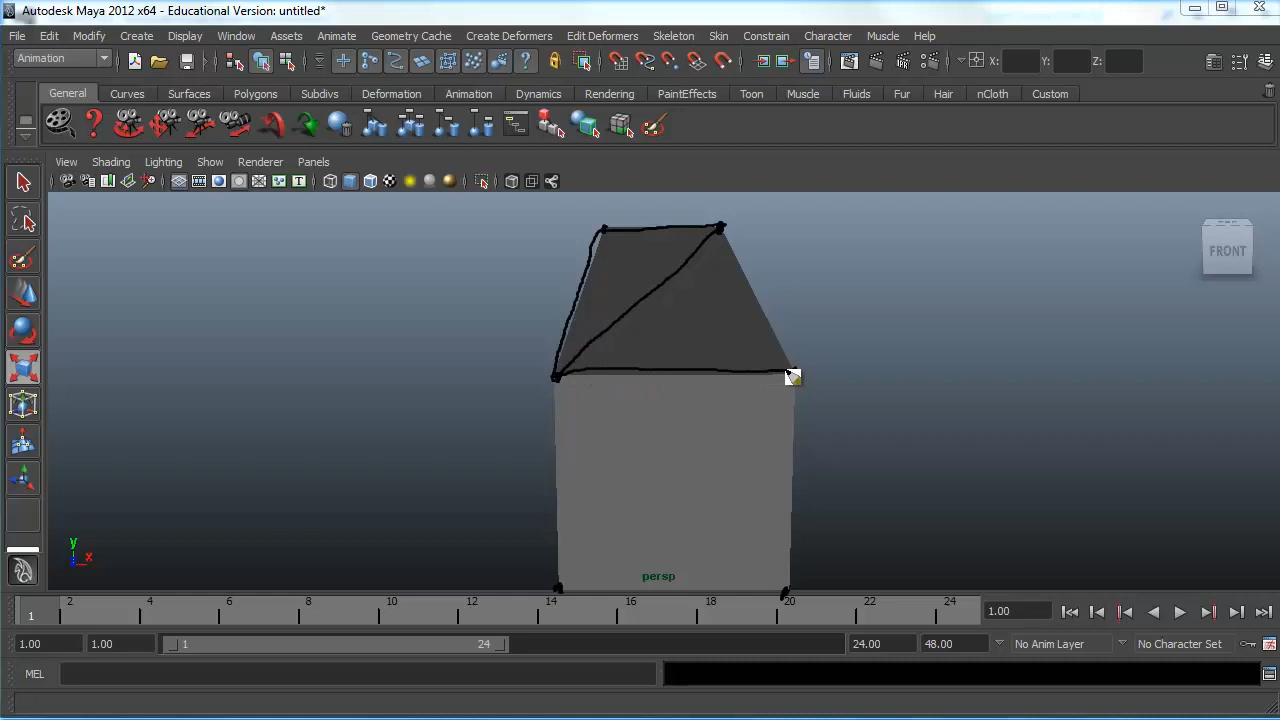 Autodesk Maya 2012 x64 - Educational Version: untitled*
File Edit Modify Create Display Window Assets Animate Geometry Cache Create Deformers Edit Deformers Skeleton Skin Constrain Character Muscle Help
Animation X: Y: Z:
General Curves Surfaces Polygons Subdivs Deformation Animation Dynamics Rendering PaintEffects Toon Muscle Fluids Fur Hair nCloth Custom
View Shading Lighting Show Renderer Panels
FRONT
y
x
persp
1 2 4 6 8 10 12 14 16 18 20 22 24 1.00
1.00 1.00 1 24 24.00 48.00 No Anim Layer No Character Set
MEL